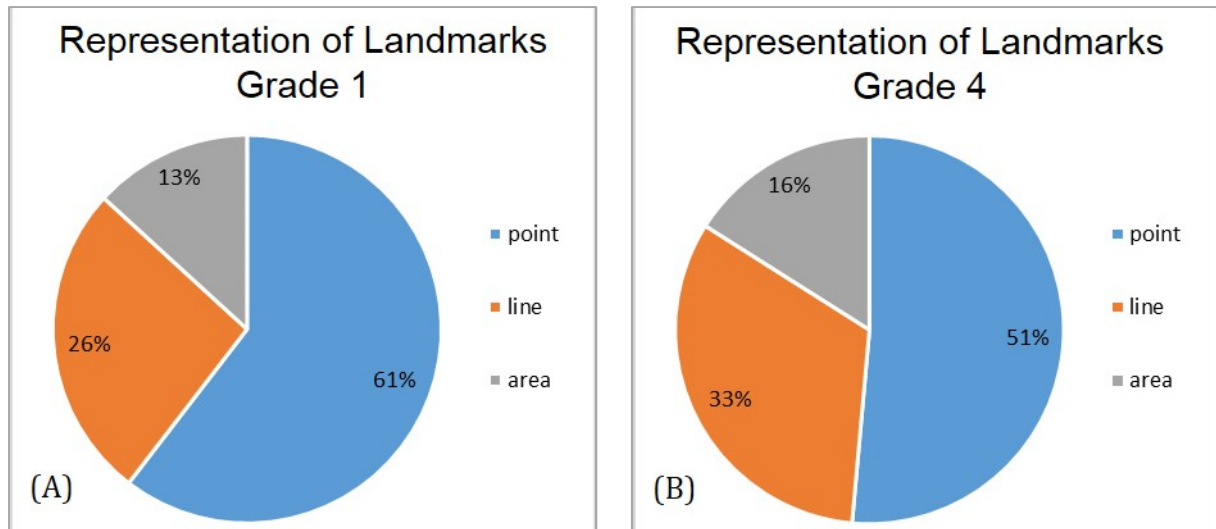 Representation of Landmarks
Grade 1
13%
26%
61%
point
line
area
(A)
Representation of Landmarks
Grade 4
16%
33%
51%
point
line
area
(B)